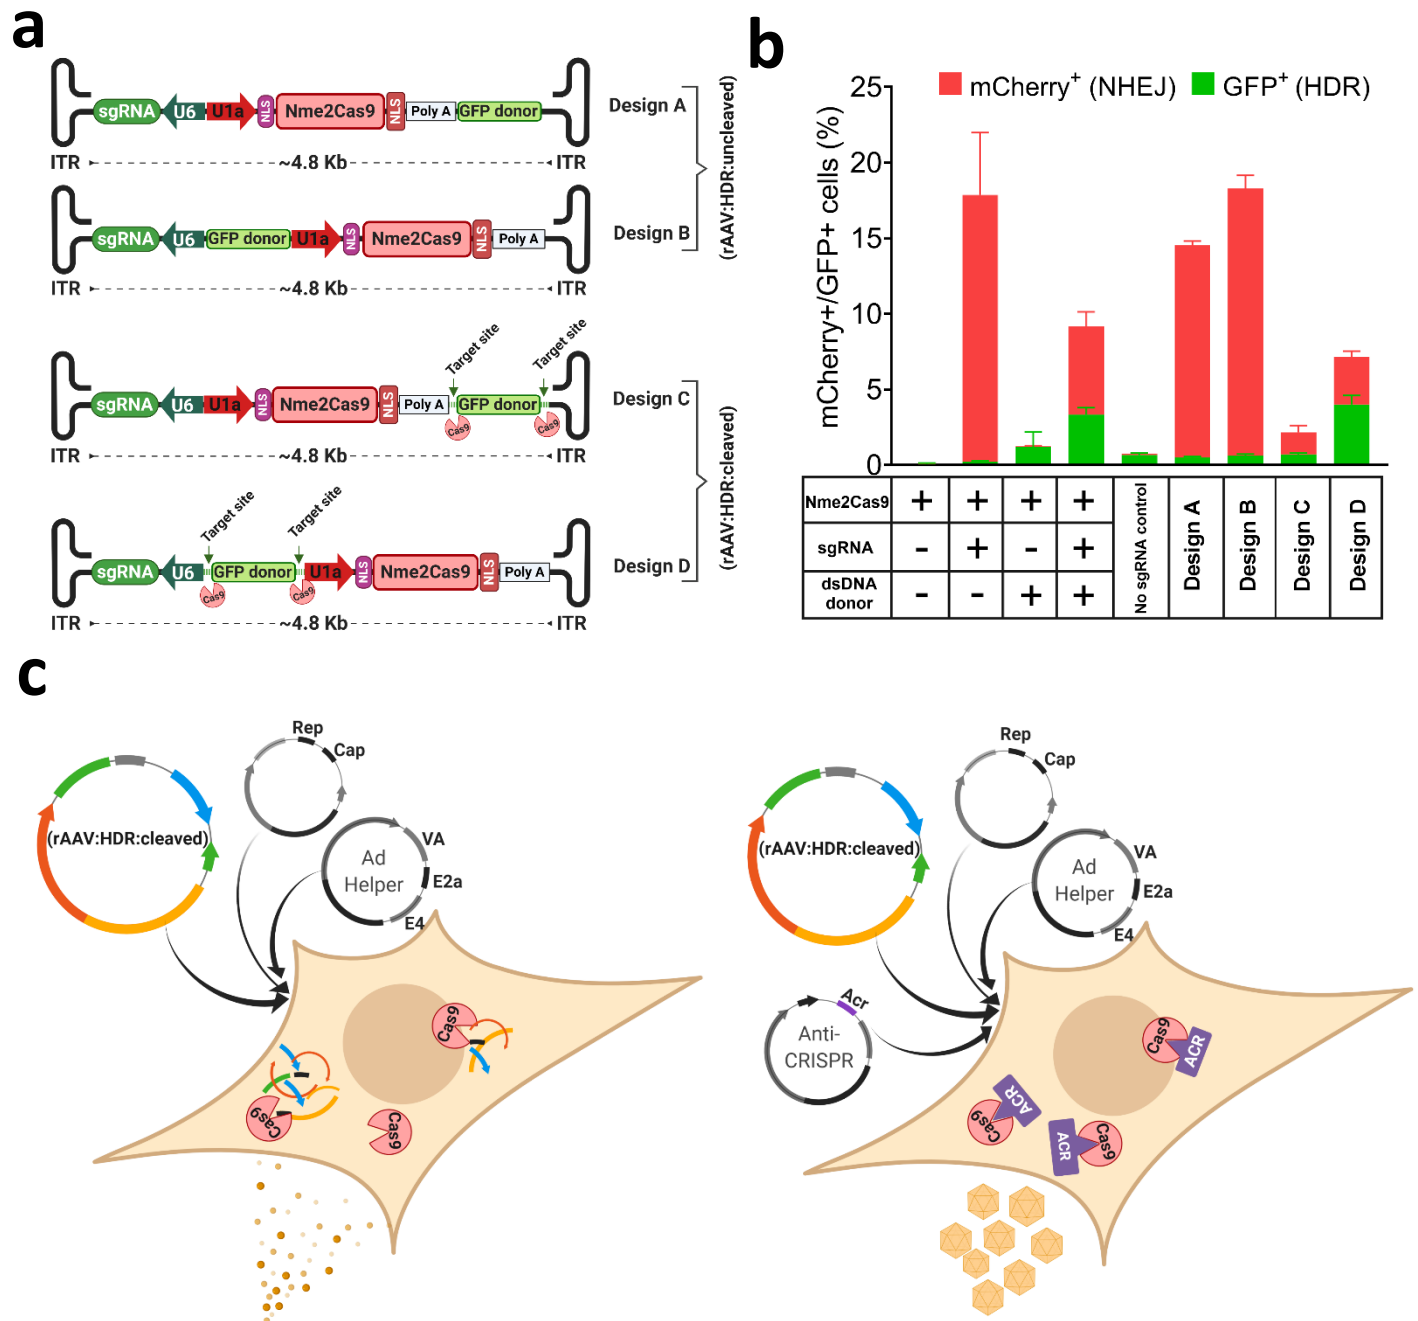 a
sgRNA U6 U1a NLS Nme2Cas9 NLS Poly A GFP donor
Design A
ITR ~4.8 Kb ITR
sgRNA U6 GFP donor U1a NLS Nme2Cas9 NLS Poly A
Design B
ITR ~4.8 Kb ITR
(rAAV:HDR:uncleaved)
Target site Target site
sgRNA U6 U1a NLS Nme2Cas9 NLS Poly A GFP donor
Cas9 Cas9
Design C
ITR ~4.8 Kb ITR
Target site Target site
sgRNA U6 GFP donor U1a NLS Nme2Cas9 NLS Poly A
Cas9 Cas9
Design D
ITR ~4.8 Kb ITR
(rAAV:HDR:cleaved)
b
mCherry+ (NHEJ) GFP+ (HDR)
mCherry+/GFP+ cells (%)
25
20
15
10
5
0
Nme2Cas9 + + + +
sgRNA - + - +
dsDNA
donor - - + +
No sgRNA control
Design A
Design B
Design C
Design D
c
Rep
Cap
(rAAV:HDR:cleaved)
Ad
Helper
VA
E2a
E4
Cas9
Cas9
Cas9
Rep
Cap
(rAAV:HDR:cleaved)
Ad
Helper
VA
E2a
E4
Acr
Anti-
CRISPR
Cas9
ACR
Cas9
ACR
Cas9
ACR